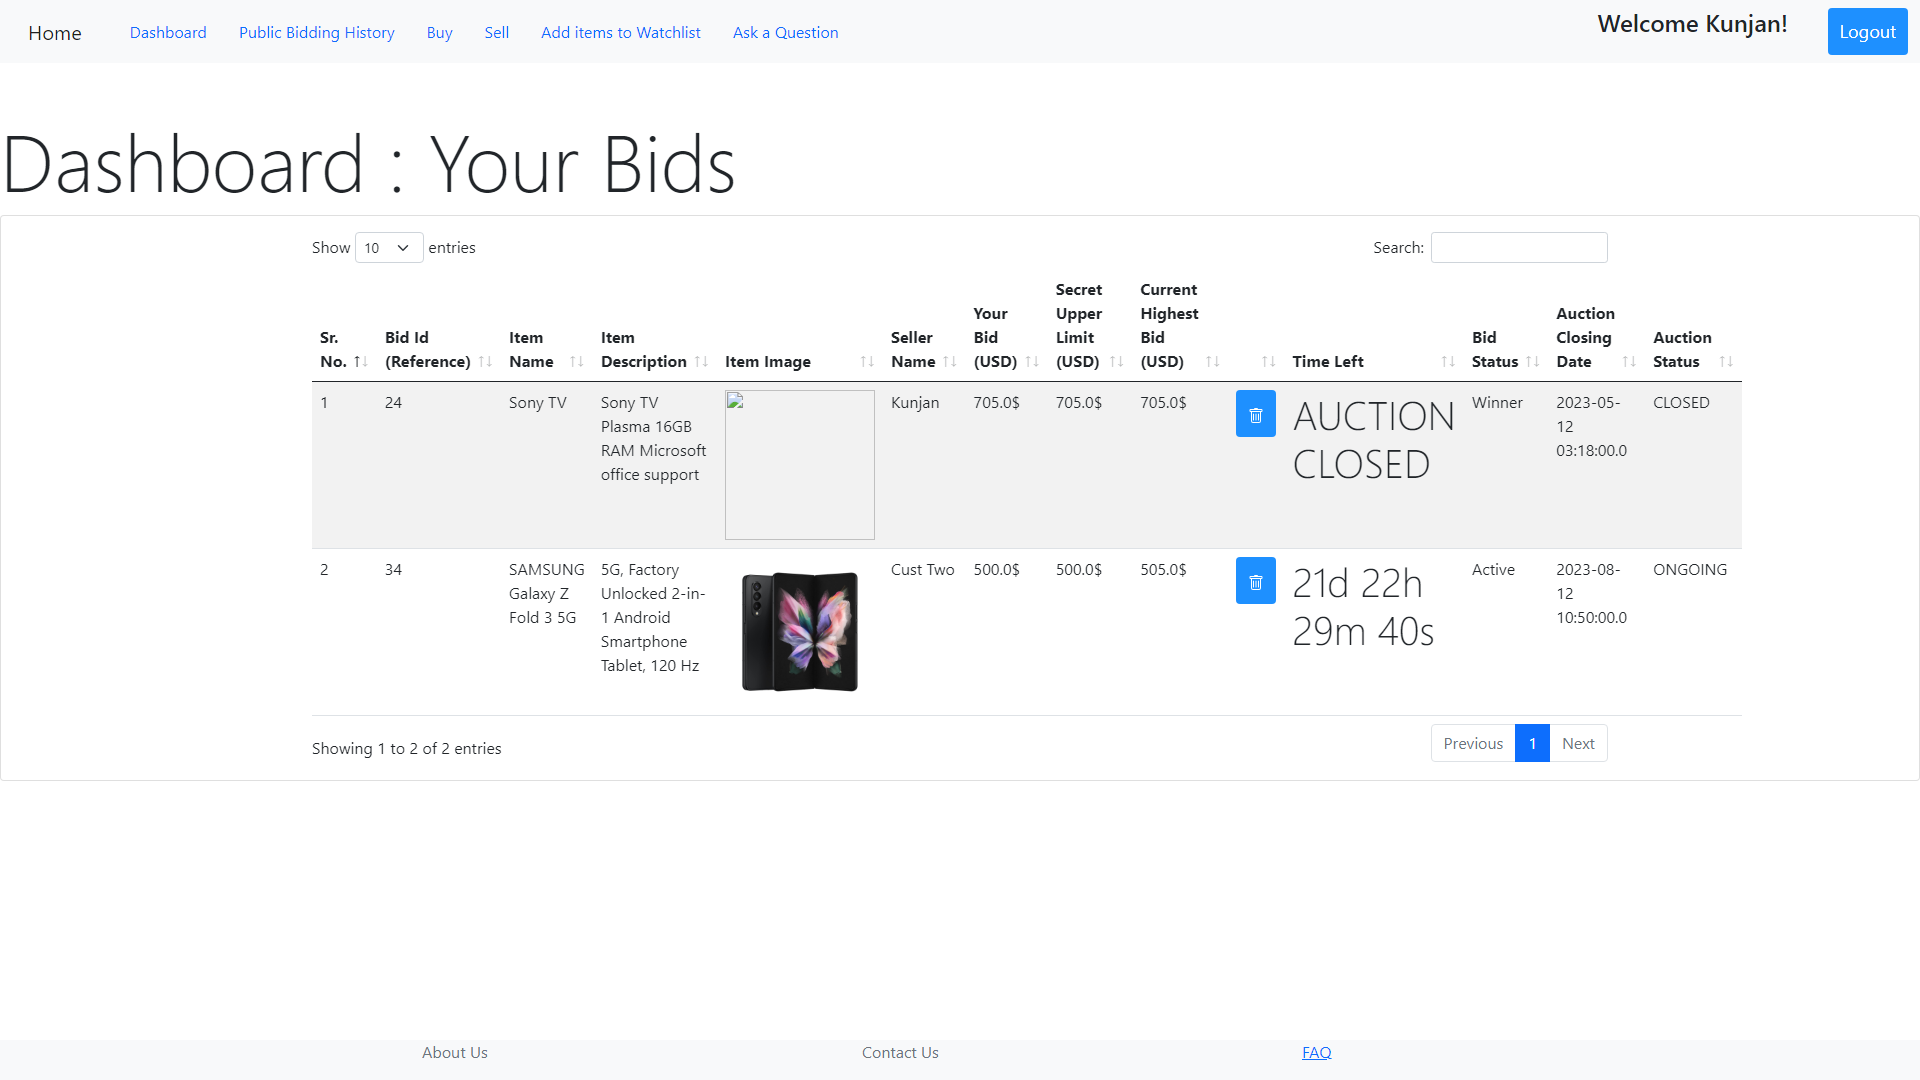 Home Dashboard Public Bidding History Buy Sell Add items to Watchlist Ask a Question Welcome Kunjan! Logout
Dashboard : Your Bids
Show 10 entries Search:
Sr. No. Bid Id (Reference) Item Name Item Description Item Image Seller Name Your Bid (USD) Secret Upper Limit (USD) Current Highest Bid (USD) Time Left Bid Status Auction Closing Date Auction Status
1 24 Sony TV Sony TV Kunjan 705.0$ 705.0$ 705.0$ AUCTION Winner 2023-05- CLOSED
Plasma 16GB CLOSED 12
RAM Microsoft 03:18:00.0
office support
2 34 SAMSUNG 5G, Factory Cust Two 500.0$ 500.0$ 505.0$ 21d 22h Active 2023-08- ONGOING
Galaxy Z Unlocked 2-in- 29m 40s 12
Fold 3 5G 1 Android 10:50:00.0
Smartphone
Tablet, 120 Hz
Showing 1 to 2 of 2 entries Previous 1 Next
About Us Contact Us FAQ